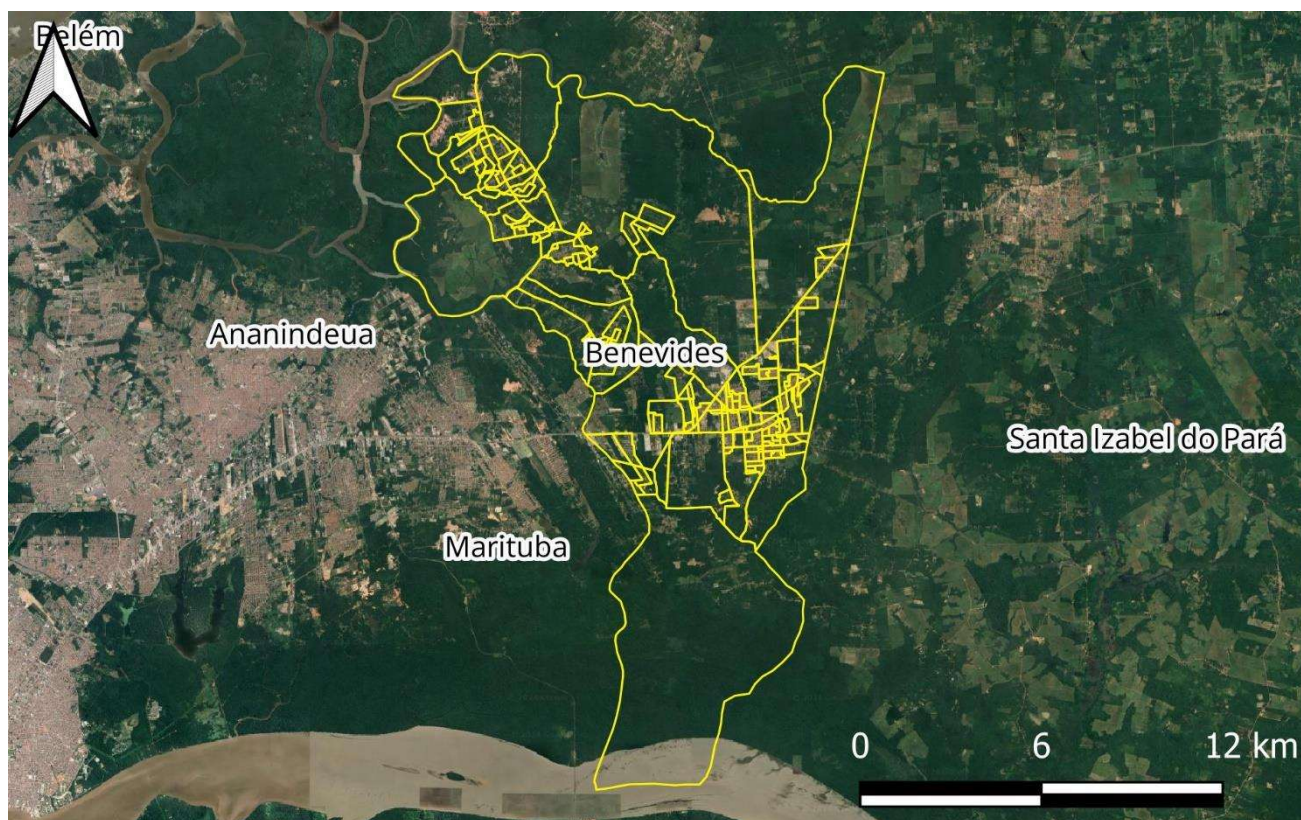 Belém
Ananindeua
Benevides
Santa Izabel do Pará
Marituba
0 6 12 km